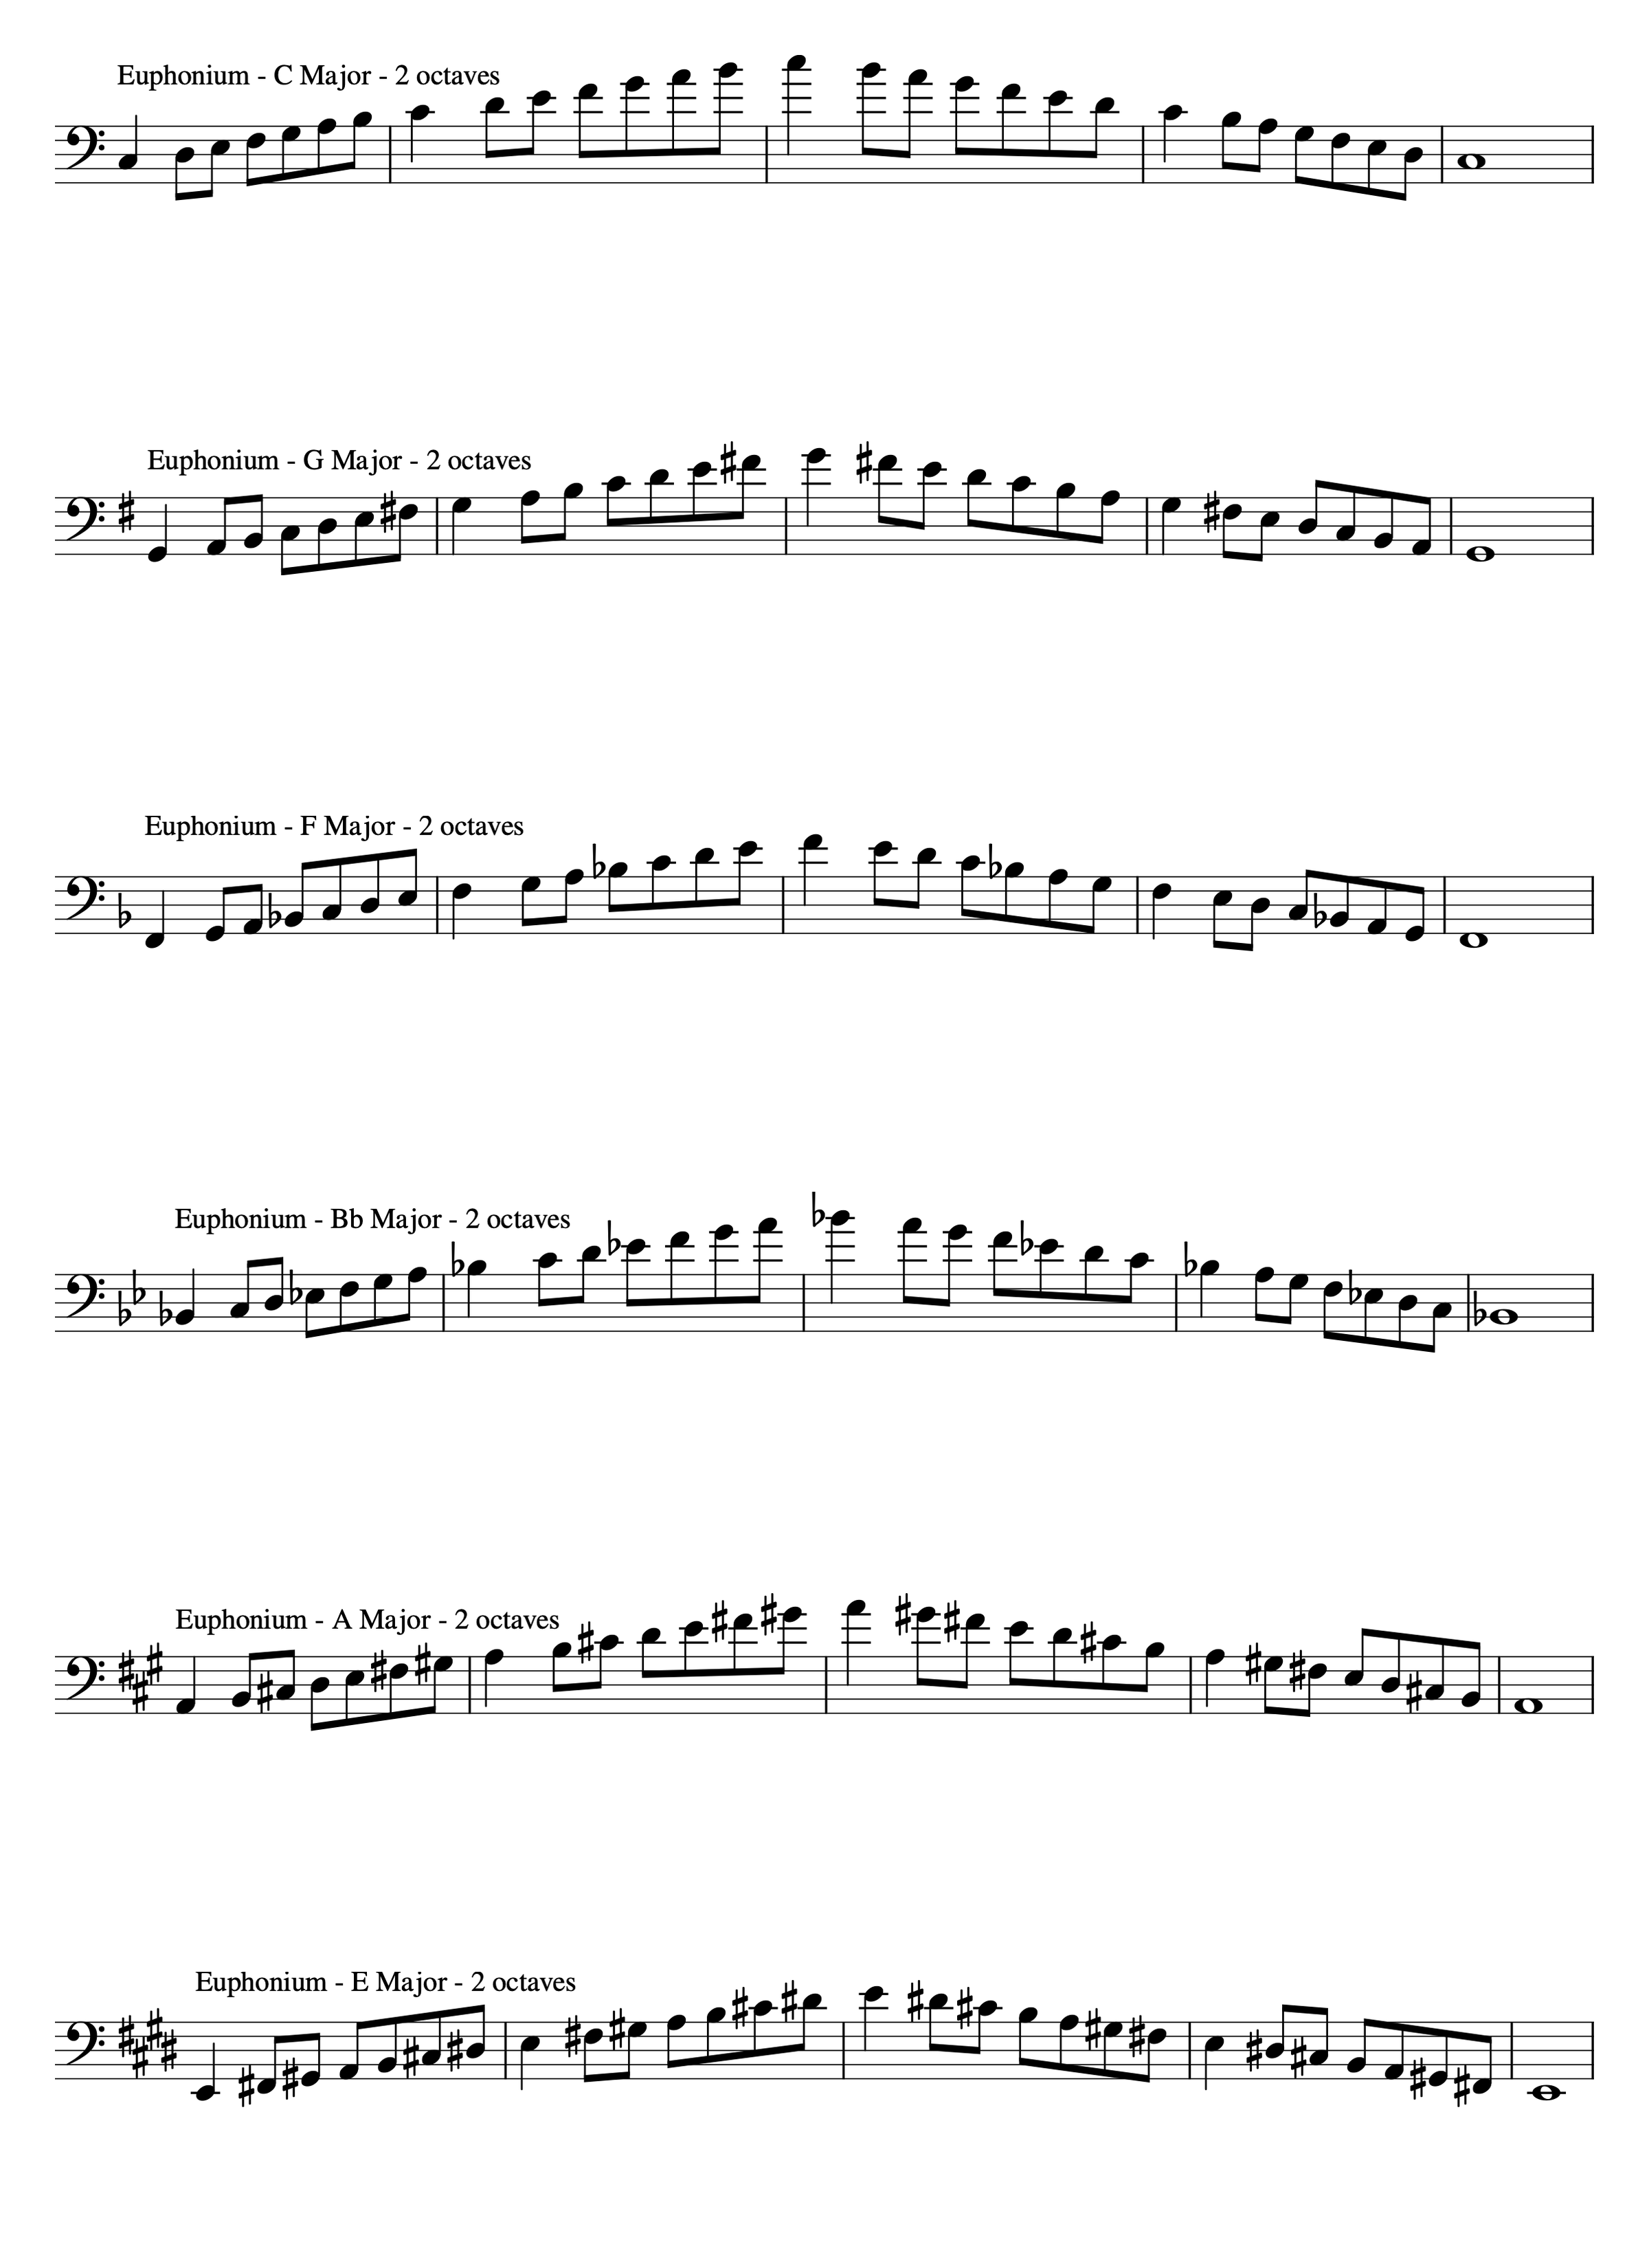 Euphonium - C Major - 2 octaves
Euphonium - G Major - 2 octaves
Euphonium - F Major - 2 octaves
Euphonium - Bb Major - 2 octaves
Euphonium - A Major - 2 octaves
Euphonium - E Major - 2 octaves